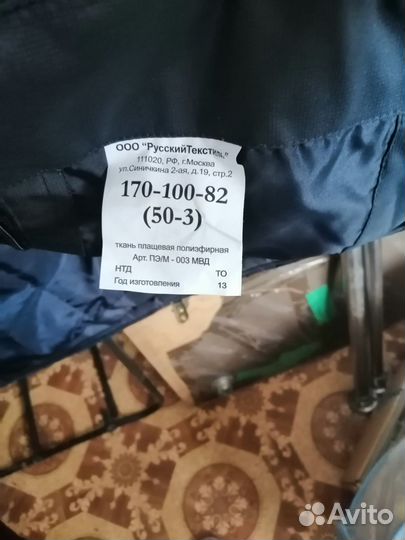 ООО "РусскийТекстиль"
111020, РФ, г.Москва
ул.Синичкина 2-ая, д.19, стр.2
170-100-82
(50-3)
ткань плащевая полиэфирная
Арт. ПЭ/М - 003 МВД
НТД ТО
Год изготовления 13
Avito